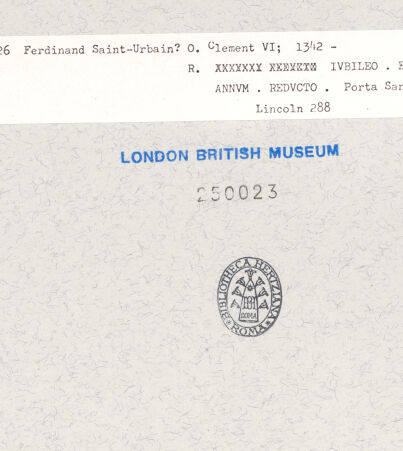 26 Ferdinand Saint-Urbain? O. Clement VI; 1342 -
R. XXXXXXX XXXXXXX IVBILEO .
ANNVM . REDVCTO . Porta San
Lincoln 288
LONDON BRITISH MUSEUM
250023
BIBLIOTHECA HERTZIANA
ROMA
ROMA